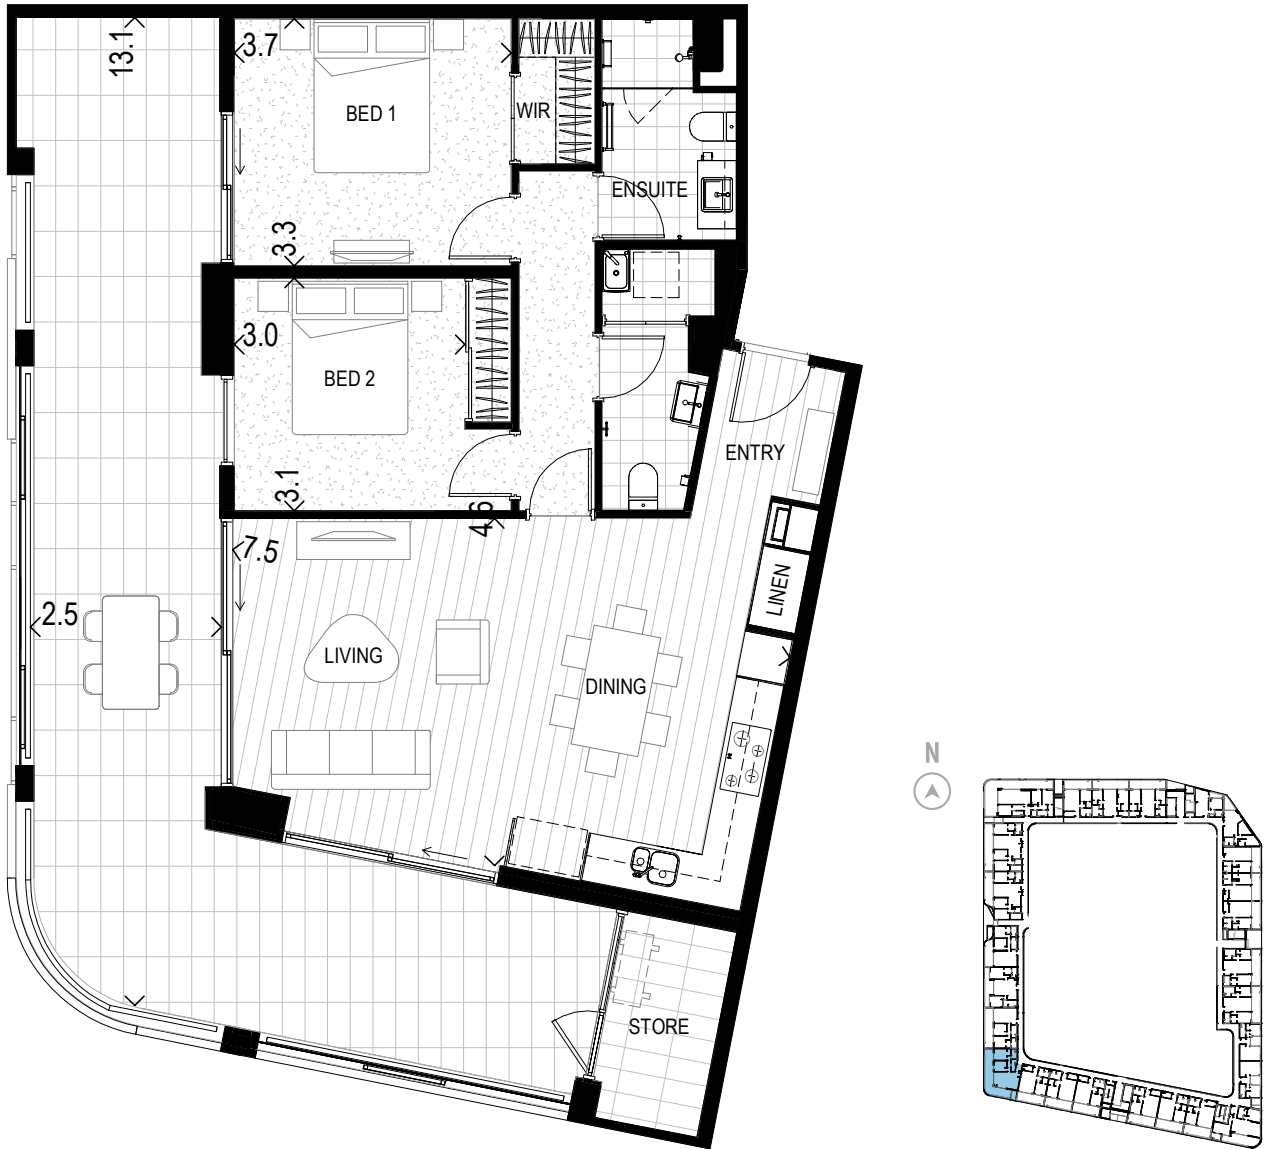 13.1
3.7
BED 1
WIR
ENSUITE
3.3
3.0
BED 2
3.1
ENTRY
4.6
7.5
LINEN
2.5
LIVING
DINING
STORE
N